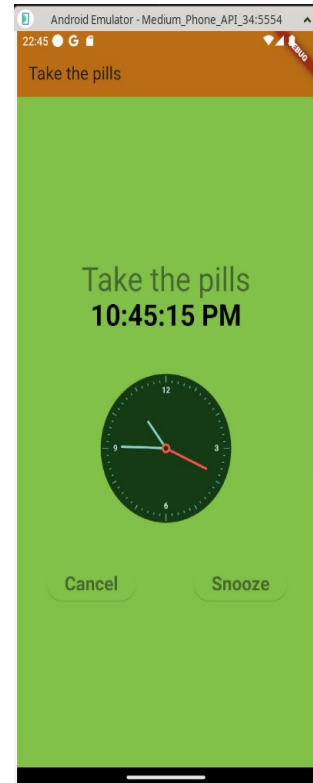 Android Emulator - Medium_Phone_API_34:5554
22:45 G
DEBUG
Take the pills
Take the pills
10:45:15 PM
12
9 3
6
Cancel Snooze